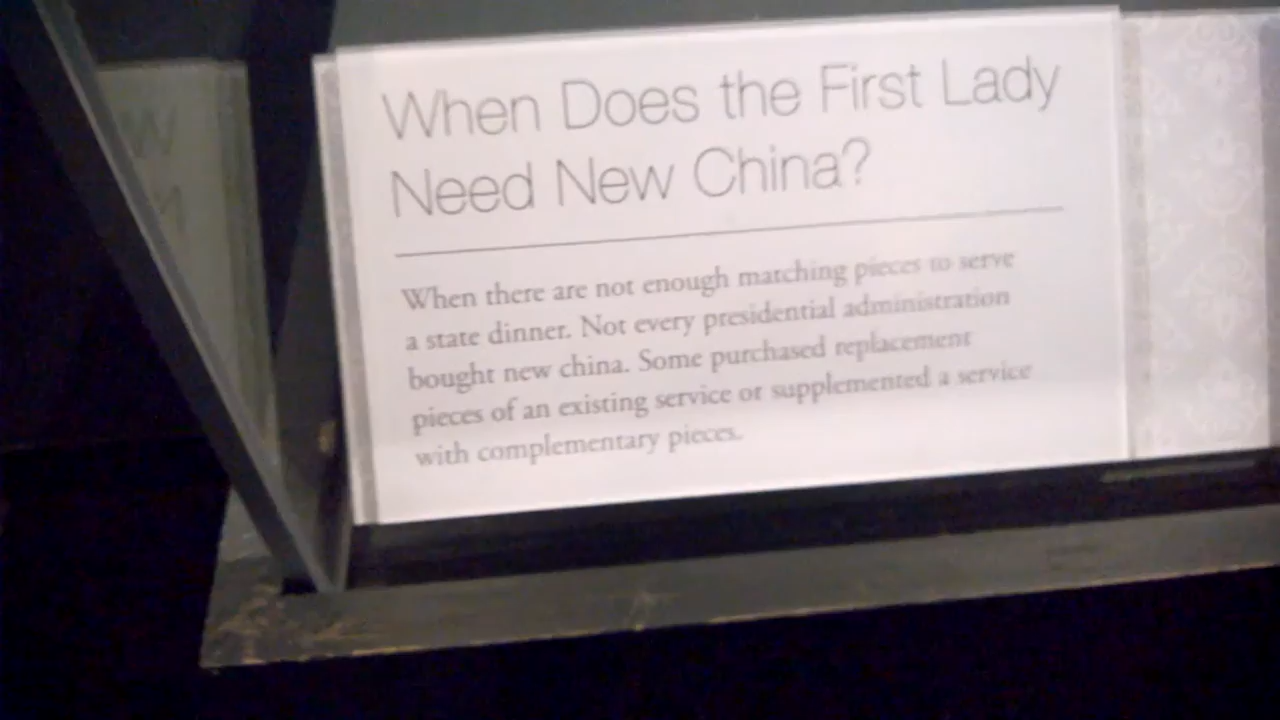 When Does the First Lady
Need New China?
When there are not enough matching pieces to serve
a state dinner. Not every presidential administration
bought new china. Some purchased replacement
pieces of an existing service or supplemented a service
with complementary pieces.
W